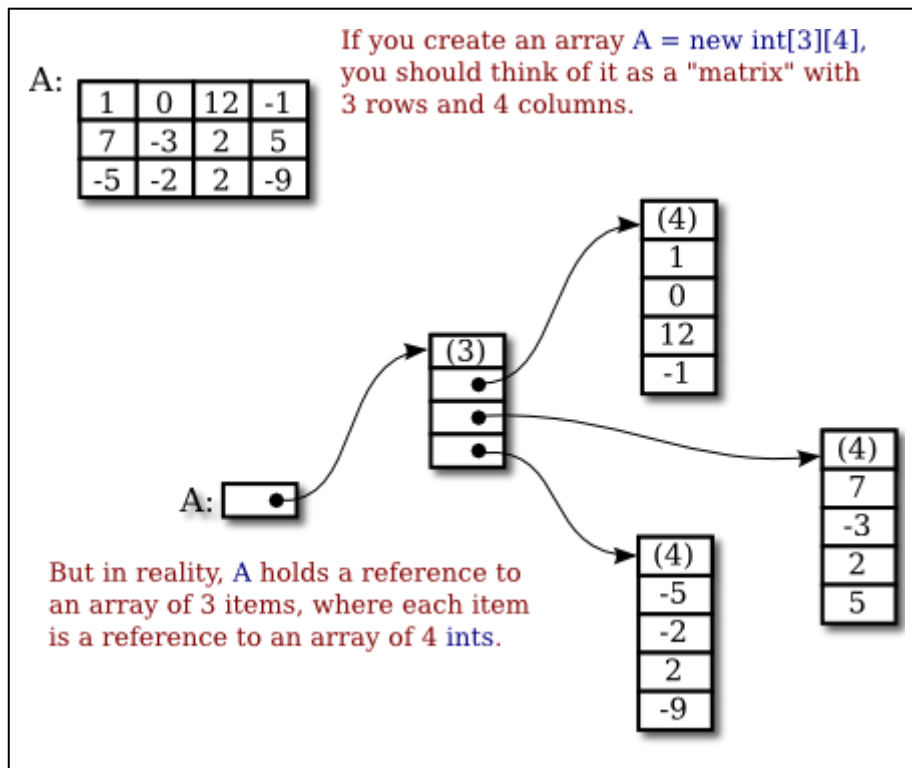 If you create an array A = new int[3][4],
you should think of it as a "matrix" with
3 rows and 4 columns.
A:
1 0 12 -1
7 -3 2 5
-5 -2 2 -9
(4)
1
0
12
-1
(3)
(4)
7
-3
2
5
A:
(4)
-5
-2
2
-9
But in reality, A holds a reference to
an array of 3 items, where each item
is a reference to an array of 4 ints.